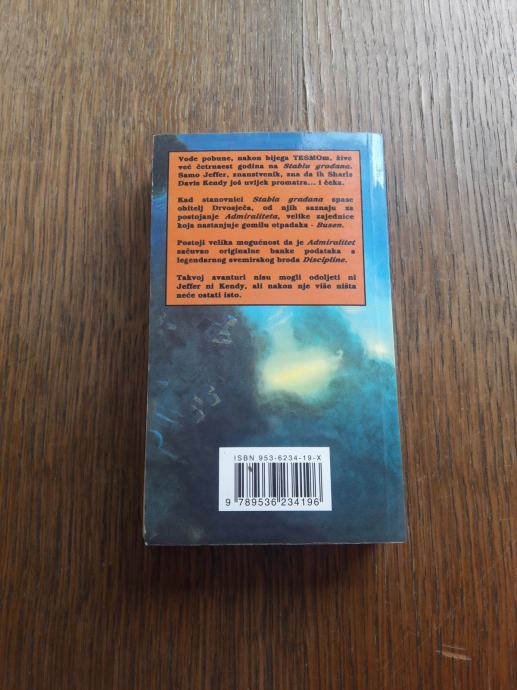 Vođe pobune, nakon bijega TESMOm, žive
već četrnaest godina na Stablu građana.
Samo Jeffer, znanstvenik, zna da ih Sharls
Davis Kendy još uvijek promatra... i čeka.
Kad stanovnici Stabla građana spase
obitelj Drvosječa, od njih saznaju za
postojanje Admiraliteta, velike zajednice
koja nastanjuje gomilu otpadaka - Busen.
Postoji velika mogućnost da je Admiralitet
sačuvao originalne banke podataka s
legendarnog svemirskog broda Discipline.
Takvoj avanturi nisu mogli odoljeti ni
Jeffer ni Kendy, ali nakon nje više ništa
neće ostati isto.
ISBN 953-6234-19-X
9 789536 234196